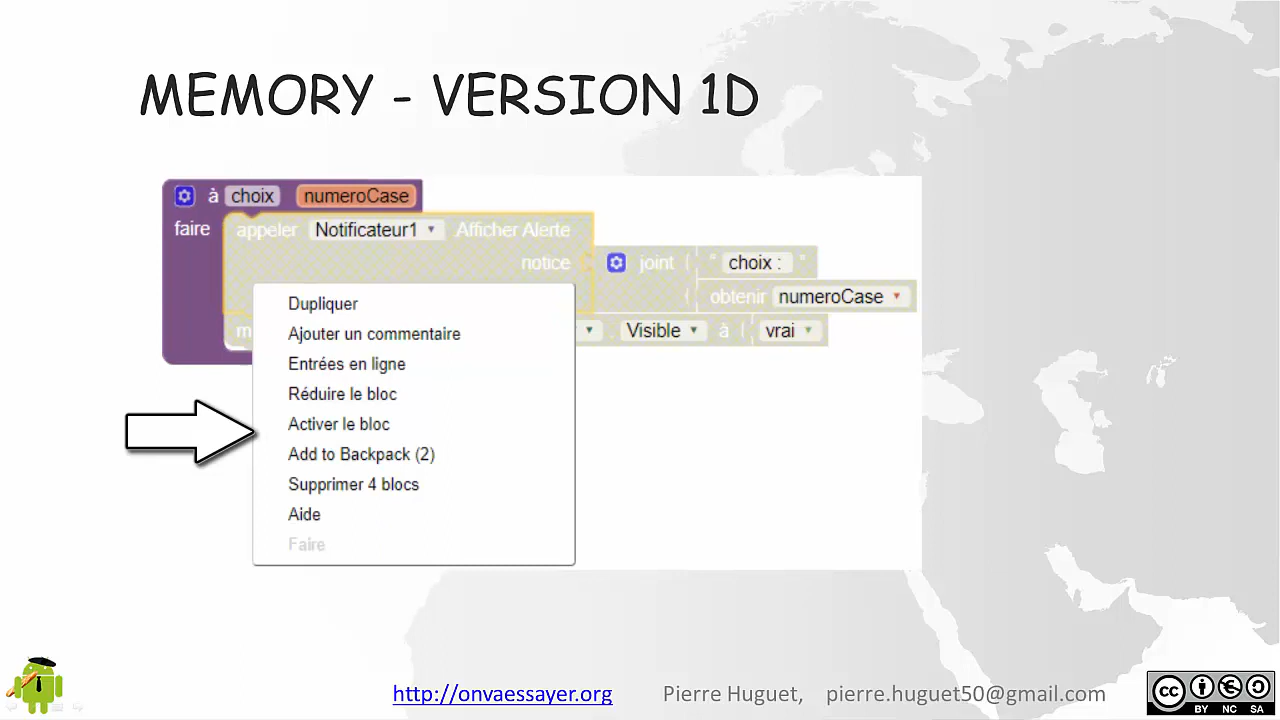 MEMORY - VERSION 1D
à choix numeroCase
faire appeler Notificateur1 Afficher Alerte
notice joint " choix : "
obtenir numeroCase
m Visible à vrai
Dupliquer
Ajouter un commentaire
Entrées en ligne
Réduire le bloc
Activer le bloc
Add to Backpack (2)
Supprimer 4 blocs
Aide
Faire
http://onvaessayer.org Pierre Huguet, pierre.huguet50@gmail.com
cc
BY NC SA